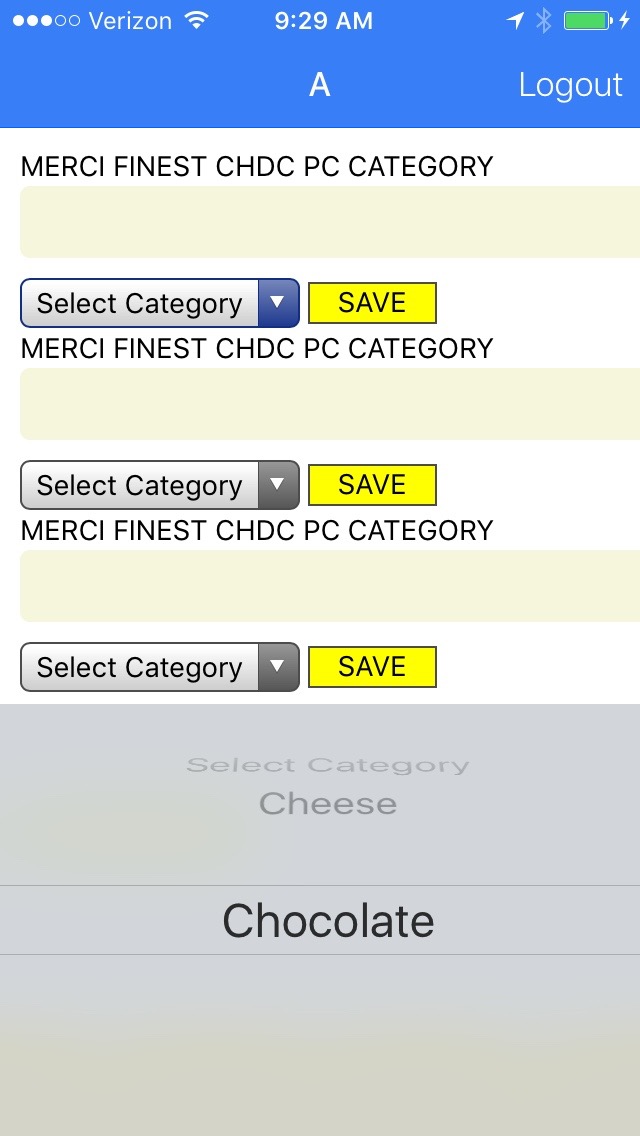 Verizon 9:29 AM
A Logout
MERCI FINEST CHDC PC CATEGORY
Select Category SAVE
MERCI FINEST CHDC PC CATEGORY
Select Category SAVE
MERCI FINEST CHDC PC CATEGORY
Select Category SAVE
Select Category
Cheese
Chocolate